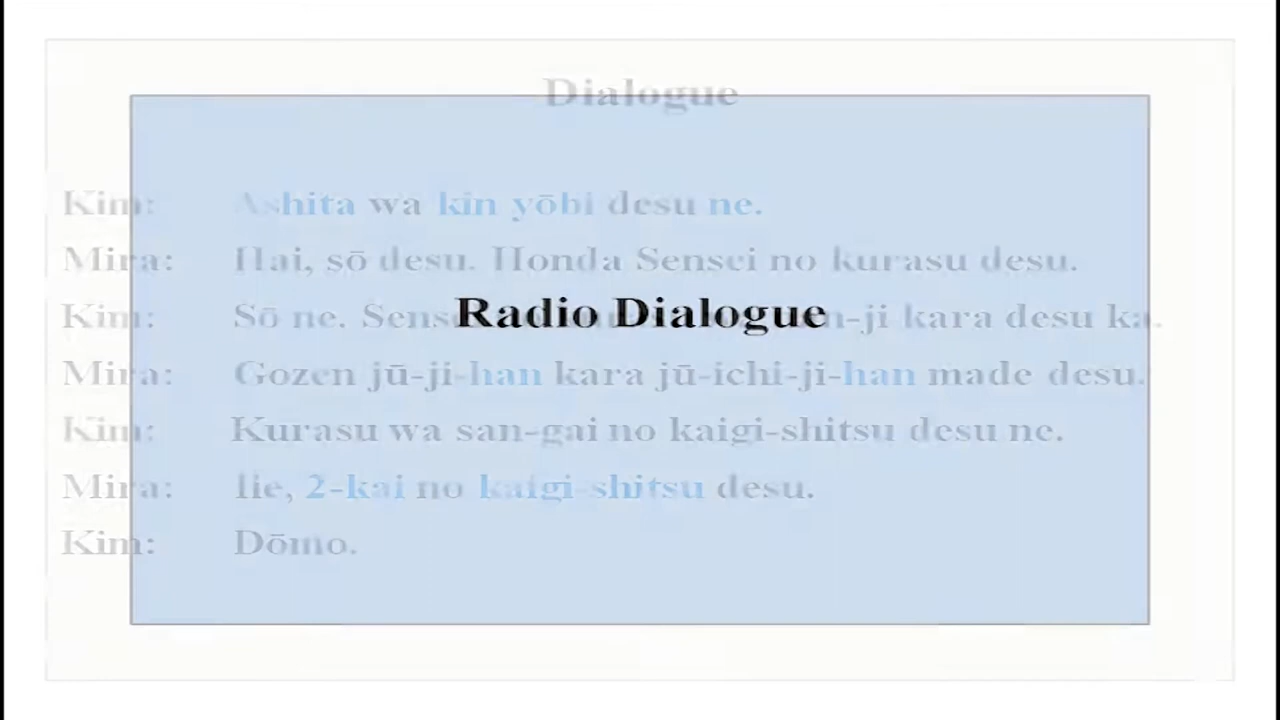 Dialogue
Kim: Ashita wa kin yōbi desu ne.
Mira: Hai, sō desu. Honda Sensei no kurasu desu.
Radio Dialogue
Kim: Sō ne. n-ji kara desu ka.
Mira: Gozen jū-ji-han kara jū-ichi-ji-han made desu.
Kim: Kurasu wa san-gai no kaigi-shitsu desu ne.
Mira: Iie, 2-kai no kaigi-shitsu desu.
Kim: Dōmo.